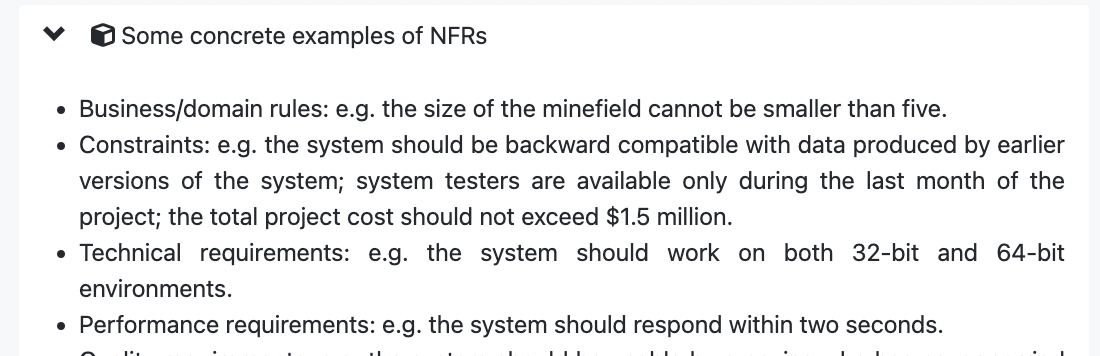 Some concrete examples of NFRs
• Business/domain rules: e.g. the size of the minefield cannot be smaller than five.
• Constraints: e.g. the system should be backward compatible with data produced by earlier
versions of the system; system testers are available only during the last month of the
project; the total project cost should not exceed $1.5 million.
• Technical requirements: e.g. the system should work on both 32-bit and 64-bit
environments.
• Performance requirements: e.g. the system should respond within two seconds.